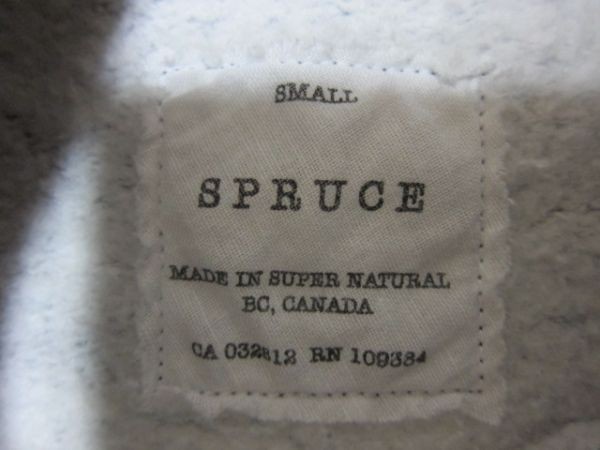 SMALL
SPRUCE
MADE IN SUPER NATURAL
BC, CANADA
CA 032812 RN 109384